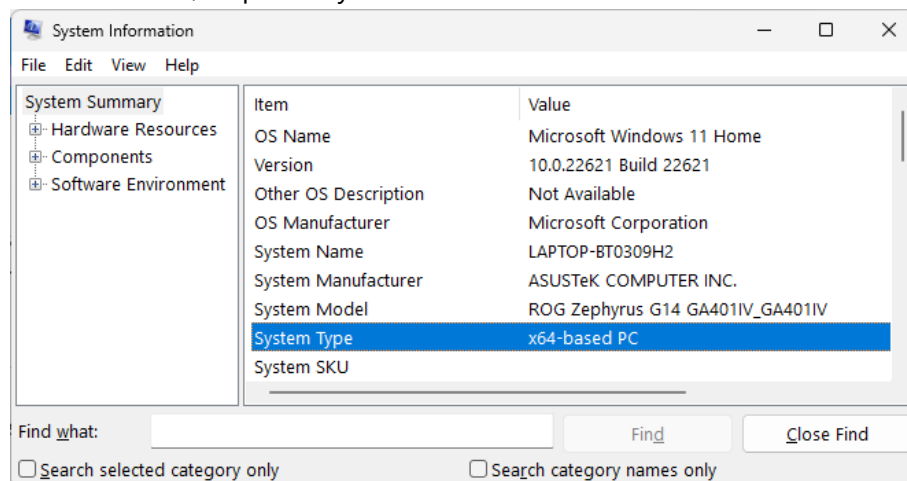 System Information
File Edit View Help
System Summary
Hardware Resources
Components
Software Environment
Item Value
OS Name Microsoft Windows 11 Home
Version 10.0.22621 Build 22621
Other OS Description Not Available
OS Manufacturer Microsoft Corporation
System Name LAPTOP-BT0309H2
System Manufacturer ASUSTeK COMPUTER INC.
System Model ROG Zephyrus G14 GA401IV_GA401IV
System Type x64-based PC
System SKU
Find what: Find Close Find
Search selected category only Search category names only